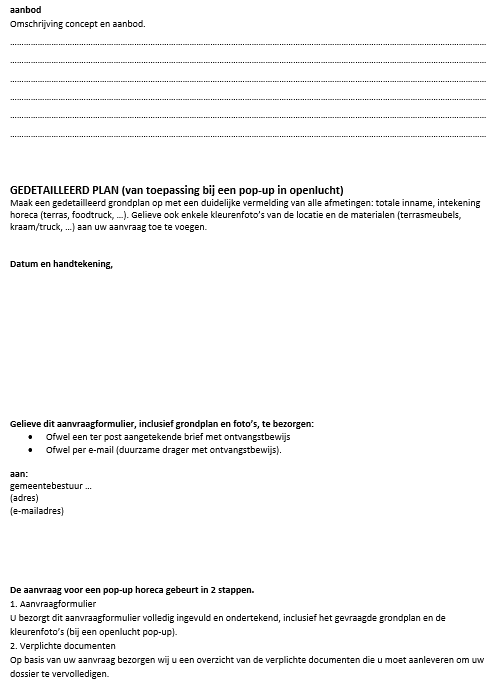 aanbod
Omschrijving concept en aanbod.
................................................................................
................................................................................
................................................................................
................................................................................
................................................................................
................................................................................
GEDETAILLEERD PLAN (van toepassing bij een pop-up in openlucht)
Maak een gedetailleerd grondplan op met een duidelijke vermelding van alle afmetingen: totale inname, intekening
horeca (terras, foodtruck, ...). Gelieve ook enkele kleurenfoto's van de locatie en de materialen (terrasmeubels,
kraam/truck, ...) aan uw aanvraag toe te voegen.
Datum en handtekening,
Gelieve dit aanvraagformulier, inclusief grondplan en foto's, te bezorgen:
• Ofwel een ter post aangetekende brief met ontvangstbewijs
• Ofwel per e-mail (duurzame drager met ontvangstbewijs).
aan:
gemeentebestuur ...
(adres)
(e-mailadres)
De aanvraag voor een pop-up horeca gebeurt in 2 stappen.
1. Aanvraagformulier
U bezorgt dit aanvraagformulier volledig ingevuld en ondertekend, inclusief het gevraagde grondplan en de
kleurenfoto's (bij een openlucht pop-up).
2. Verplichte documenten
Op basis van uw aanvraag bezorgen wij u een overzicht van de verplichte documenten die u moet aanleveren om uw
dossier te vervolledigen.